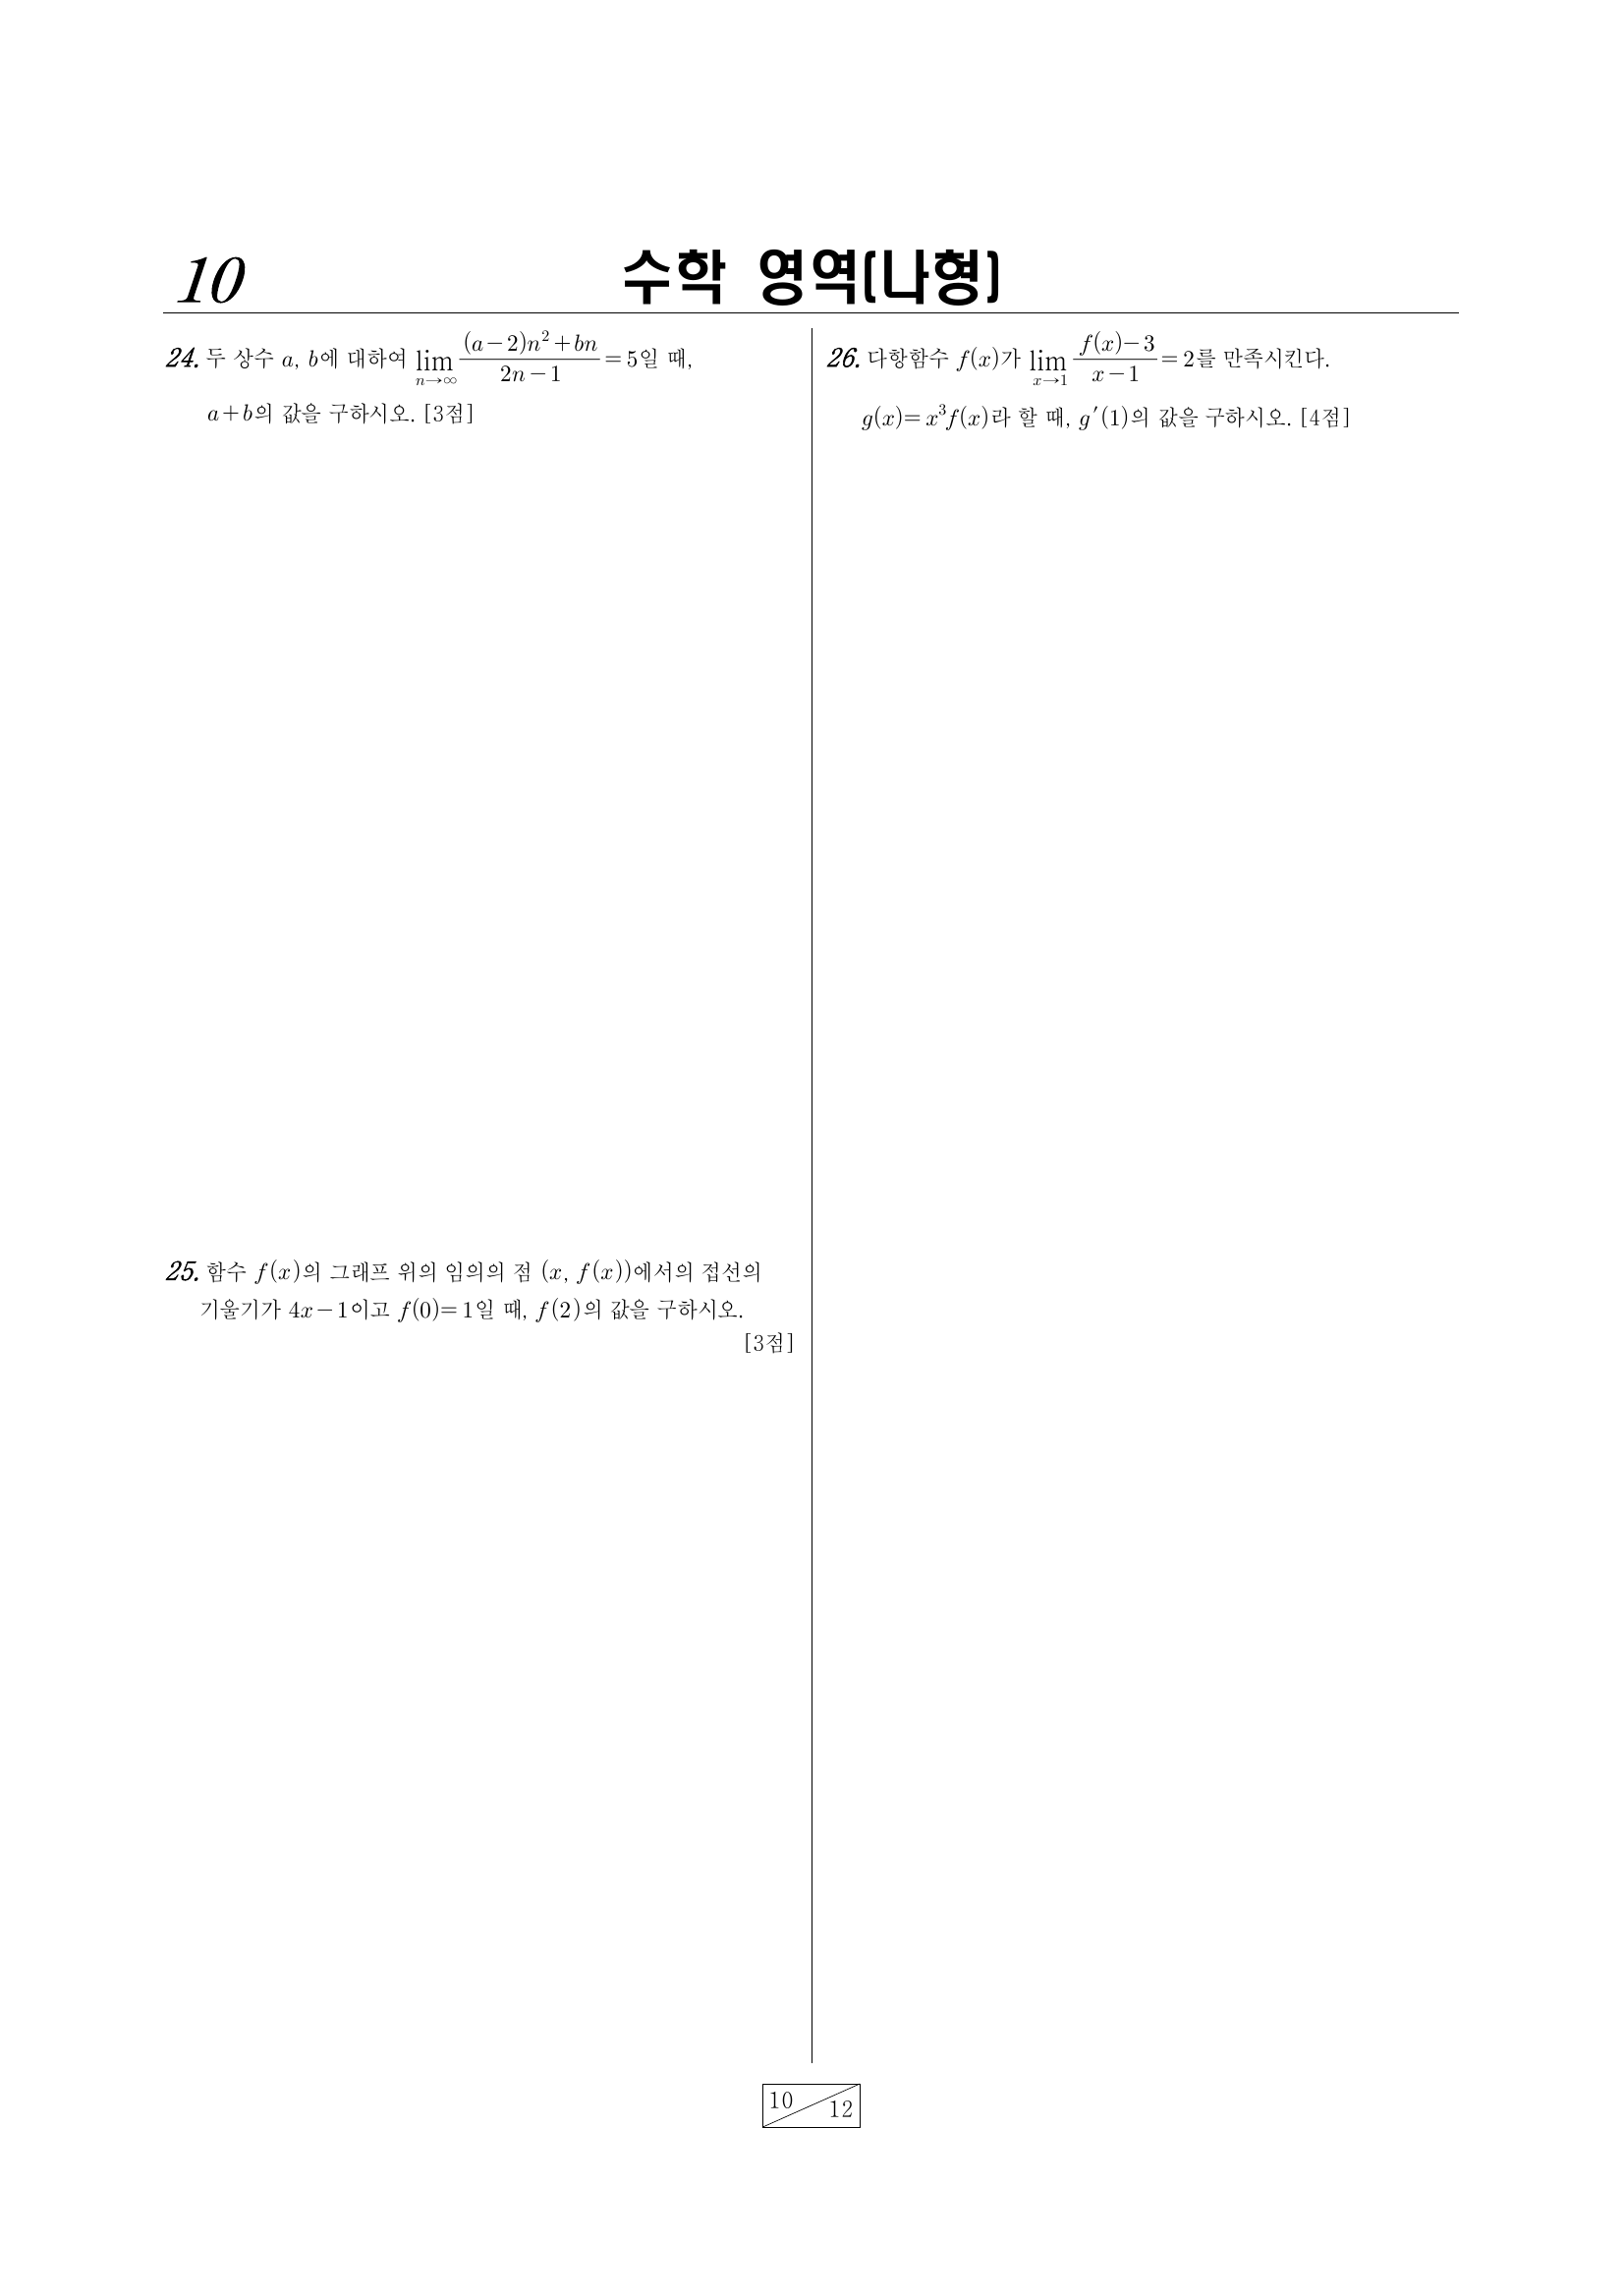 10
수학 영역(나형)
24. 두 상수 a, b에 대하여 lim_{n→∞} \frac{(a-2)n^2+bn}{2n-1} = 5일 때,
a+b의 값을 구하시오. [3점]
25. 함수 f(x)의 그래프 위의 임의의 점 (x, f(x))에서의 접선의
기울기가 4x-1이고 f(0)=1일 때, f(2)의 값을 구하시오.
[3점]
26. 다항함수 f(x)가 lim_{x→1} \frac{f(x)-3}{x-1} = 2를 만족시킨다.
g(x)=x^3f(x)라 할 때, g′(1)의 값을 구하시오. [4점]
10
12